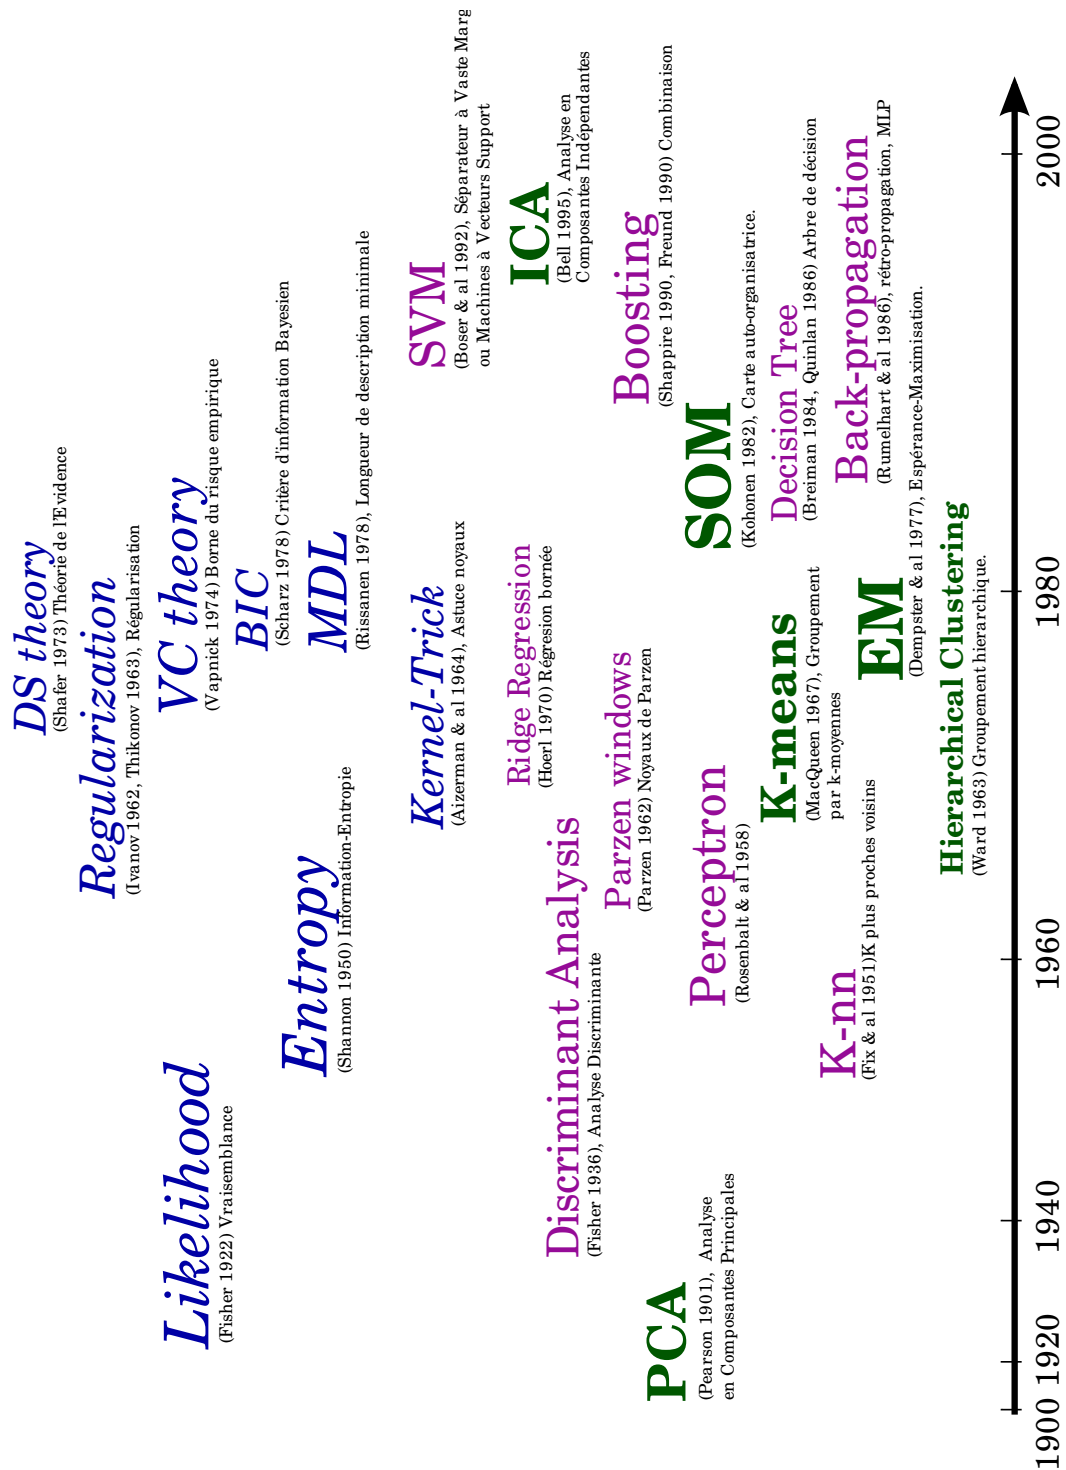 DS theory
(Shafer 1973) Théorie de l'Evidence
Regularization
(Ivanov 1962, Thikonov 1963), Régularisation
VC theory
(Vapnick 1974) Borne du risque empirique
Likelihood
(Fisher 1922) Vraisemblance
BIC
(Scharz 1978) Critère d'information Bayesien
MDL
(Rissanen 1978), Longueur de description minimale
Entropy
(Shannon 1950) Information-Entropie
Kernel-Trick
(Aizerman & al 1964), Astuce noyaux
SVM
(Boser & al 1992), Séparateur à Vaste Marg
ou Machines à Vecteurs Support
Ridge Regression
(Hoerl 1970) Régression bornée
ICA
(Bell 1995), Analyse en
Composantes Indépendantes
Discriminant Analysis
(Fisher 1936), Analyse Discriminante
Parzen windows
(Parzen 1962) Noyaux de Parzen
Boosting
(Shappire 1990, Freund 1990) Combinaison
PCA
(Pearson 1901), Analyse
en Composantes Principales
Perceptron
(Rosenbalt & al 1958)
SOM
(Kohonen 1982), Carte auto-organisatrice.
K-means
(MacQueen 1967), Groupement
par k-moyennes
Decision Tree
(Breiman 1984, Quinlan 1986) Arbre de décision
K-nn
(Fix & al 1951)K plus proches voisins
Back-propagation
(Rumelhart & al 1986), rétro-propagation, MLP
EM
(Dempster & al 1977), Espérance-Maximisation.
Hierarchical Clustering
(Ward 1963) Groupement hierarchique.
1900 1920 1940 1960 1980 2000